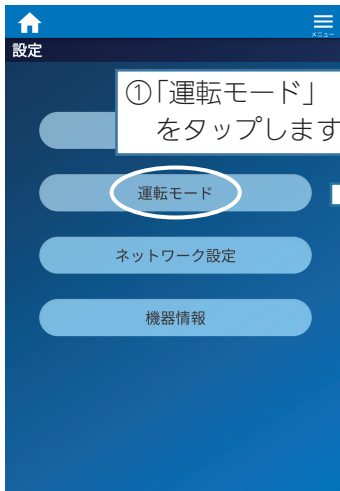 メニュー
設定
①「運転モード」
をタップします
運転モード
ネットワーク設定
機器情報